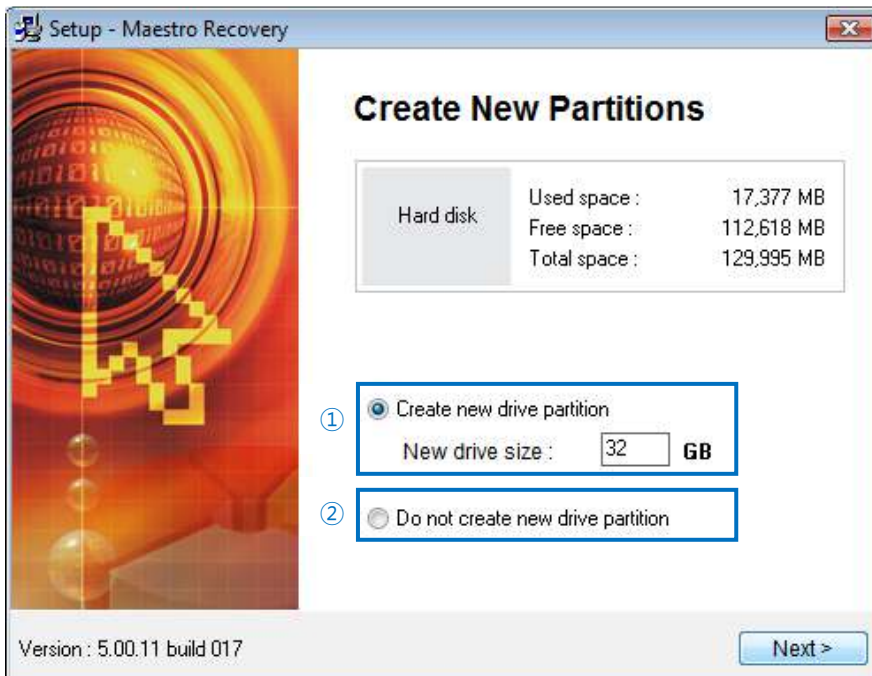 Setup - Maestro Recovery
Create New Partitions
Hard disk
Used space : 17,377 MB
Free space : 112,618 MB
Total space : 129,995 MB
① Create new drive partition
New drive size : 32 GB
② Do not create new drive partition
Version : 5.00.11 build 017
Next >